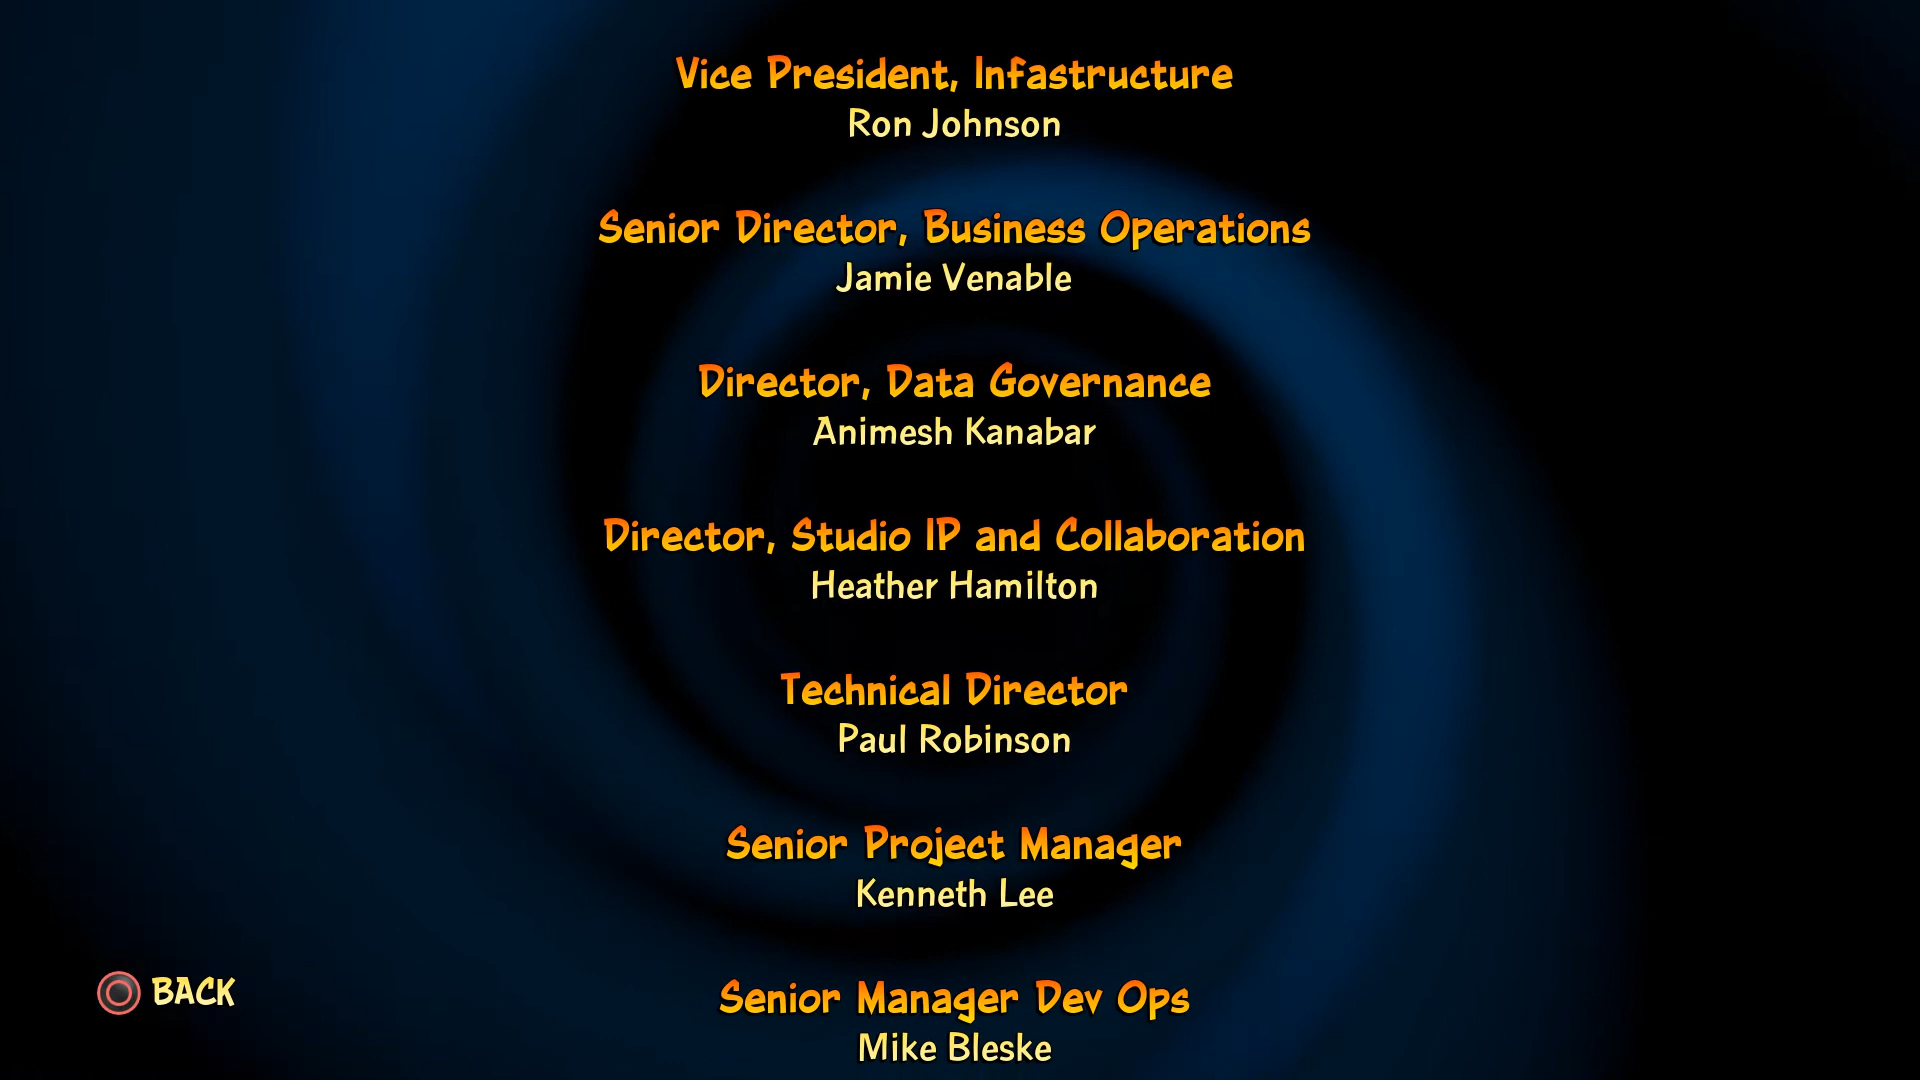 Vice President, Infastructure
Ron Johnson
Senior Director, Business Operations
Jamie Venable
Director, Data Governance
Animesh Kanabar
Director, Studio IP and Collaboration
Heather Hamilton
Technical Director
Paul Robinson
Senior Project Manager
Kenneth Lee
Senior Manager Dev Ops
Mike Bleske
BACK